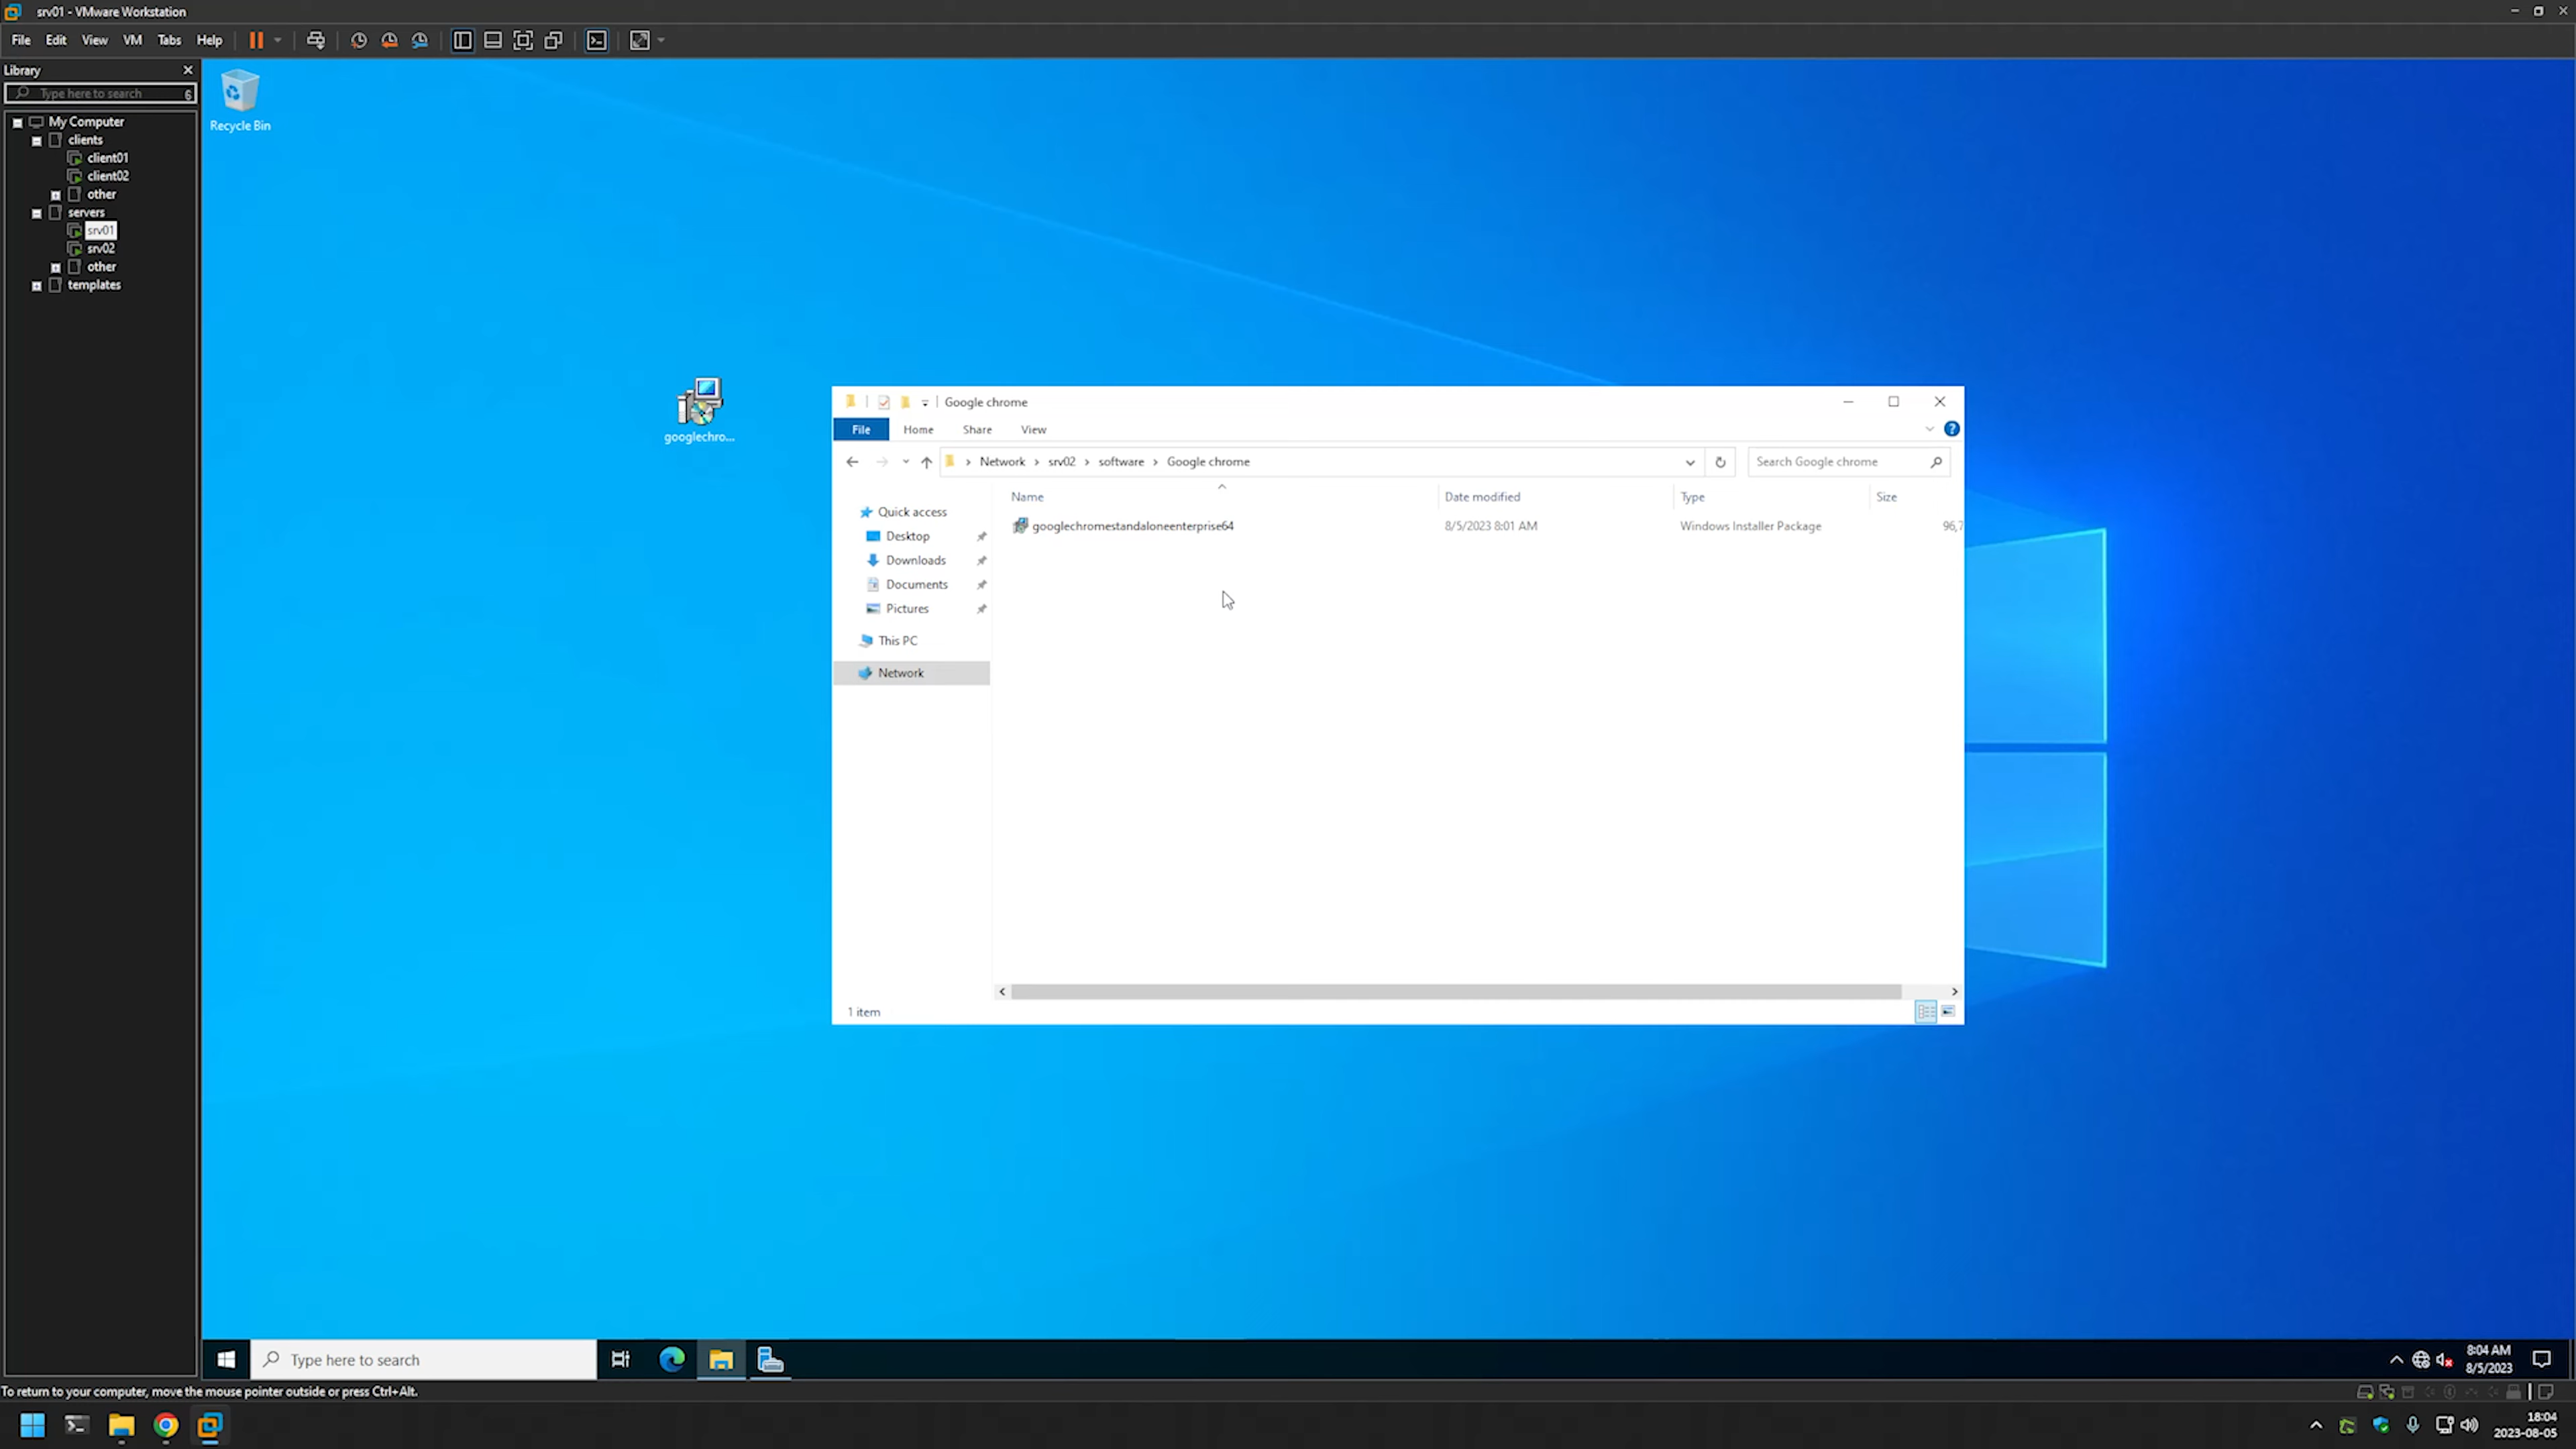 srv01 - VMware Workstation
File Edit View VM Tabs Help
Library
Type here to search
My Computer
clients
client01
client02
other
servers
srv01
srv02
other
templates
Recycle Bin
googlechro...
Google chrome
File Home Share View
Network srv02 software Google chrome
Search Google chrome
Name Date modified Type Size
googlechromestandaloneenterprise64 8/5/2023 8:01 AM Windows Installer Package 96,7
Quick access
Desktop
Downloads
Documents
Pictures
This PC
Network
1 item
Type here to search
8:04 AM
8/5/2023
To return to your computer, move the mouse pointer outside or press Ctrl+Alt.
18:04
2023-08-05